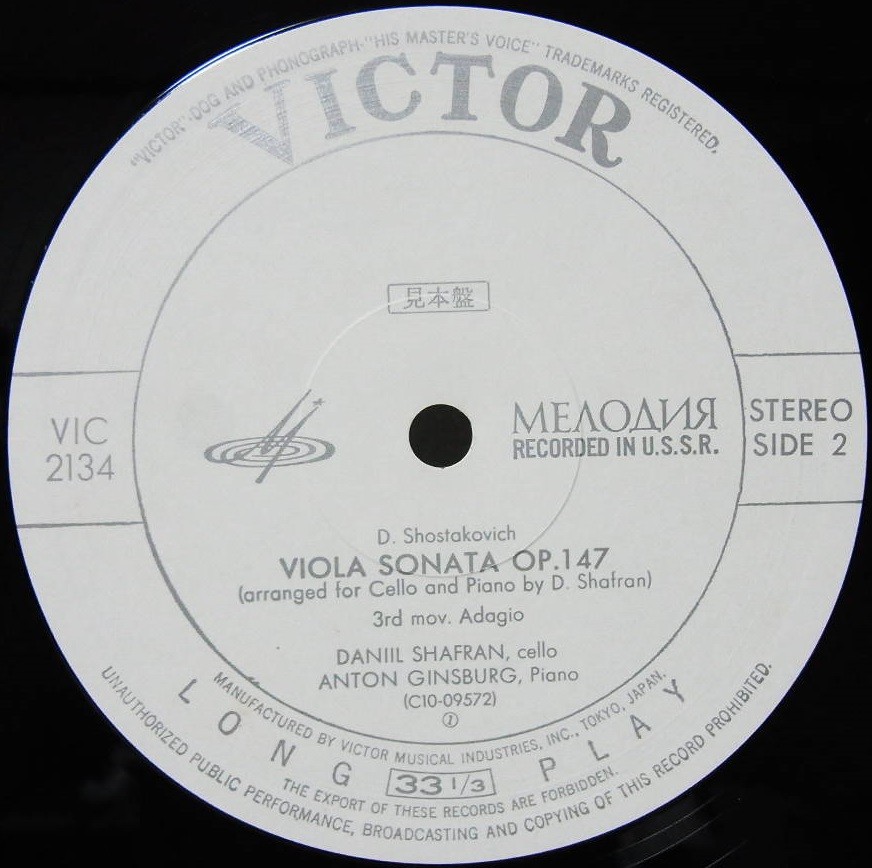 "VICTOR"-DOG AND PHONOGRAPH-"HIS MASTER'S VOICE" TRADEMARKS REGISTERED.
VICTOR
見本盤
VIC
2134
МЕЛОДИЯ
RECORDED IN U.S.S.R.
STEREO
SIDE 2
D. Shostakovich
VIOLA SONATA OP.147
(arranged for Cello and Piano by D. Shafran)
3rd mov. Adagio
DANIIL SHAFRAN, cello
ANTON GINSBURG, Piano
(C10-09572)
①
MANUFACTURED BY VICTOR MUSICAL INDUSTRIES, INC., TOKYO, JAPAN.
LONG 33 1/3 PLAY
THE EXPORT OF THESE RECORDS ARE FORBIDDEN.
UNAUTHORIZED PUBLIC PERFORMANCE, BROADCASTING AND COPYING OF THIS RECORD PROHIBITED.